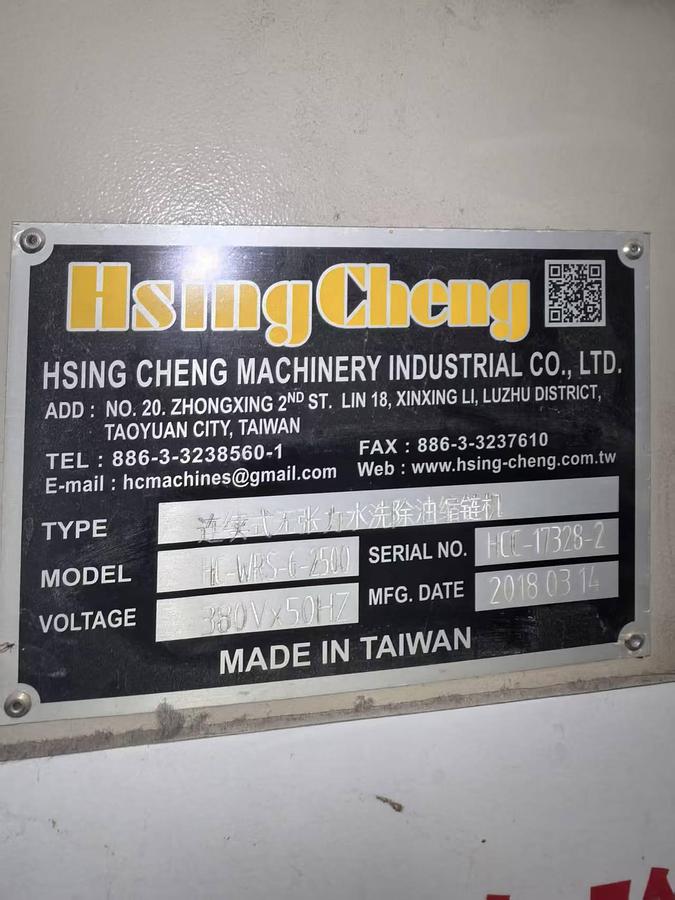 Hsing Cheng
HSING CHENG MACHINERY INDUSTRIAL CO., LTD.
ADD : NO. 20. ZHONGXING 2ND ST. LIN 18, XINXING LI, LUZHU DISTRICT,
TAOYUAN CITY, TAIWAN
TEL : 886-3-3238560-1 FAX : 886-3-3237610
E-mail : hcmachines@gmail.com Web : www.hsing-cheng.com.tw
TYPE 连续式无张力水洗除油缩链机
MODEL HC-WRS-6-2500 SERIAL NO. HCC-17328-2
VOLTAGE 380V×50HZ MFG. DATE 2018 03 14
MADE IN TAIWAN